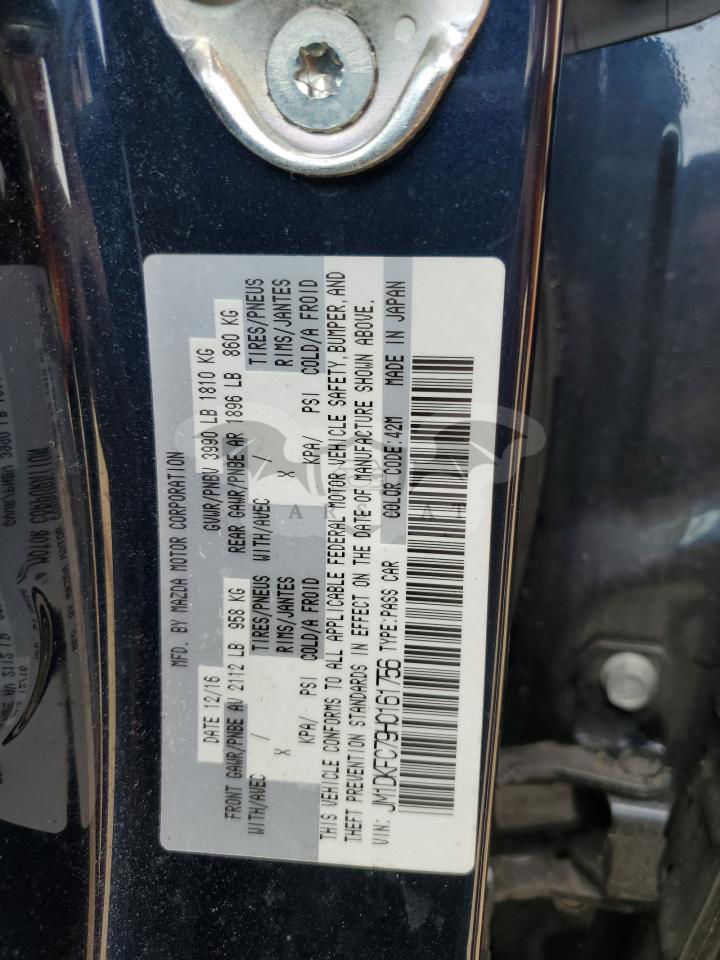 MFD. BY MAZDA MOTOR CORPORATION
DATE 12/16 GVWR/PNBV 3990 LB 1810 KG
FRONT GAWR/PNBE AV 2112 LB 958 KG REAR GAWR/PNBE AR 1896 LB 860 KG
WITH/AVEC / TIRES/PNEUS WITH/AVEC / TIRES/PNEUS
X RIMS/JANTES X RIMS/JANTES
KPA/ PSI COLD/A FROID KPA/ PSI COLD/A FROID
THIS VEHICLE CONFORMS TO ALL APPLICABLE FEDERAL MOTOR VEHICLE SAFETY, BUMPER, AND
THEFT PREVENTION STANDARDS IN EFFECT ON THE DATE OF MANUFACTURE SHOWN ABOVE.
VIN: JM1DKFC79H0161756 TYPE:PASS CAR COLOR CODE:42M MADE IN JAPAN